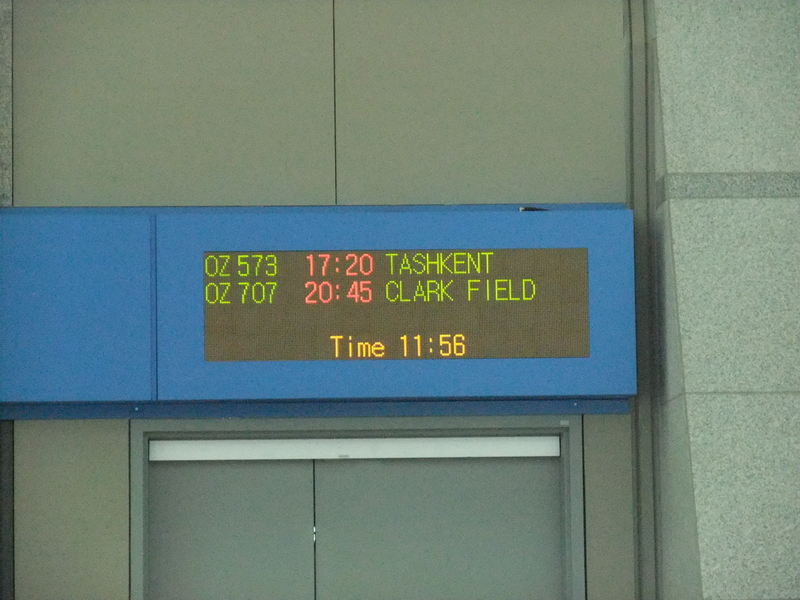 OZ 573 17:20 TASHKENT
OZ 707 20:45 CLARK FIELD
Time 11:56